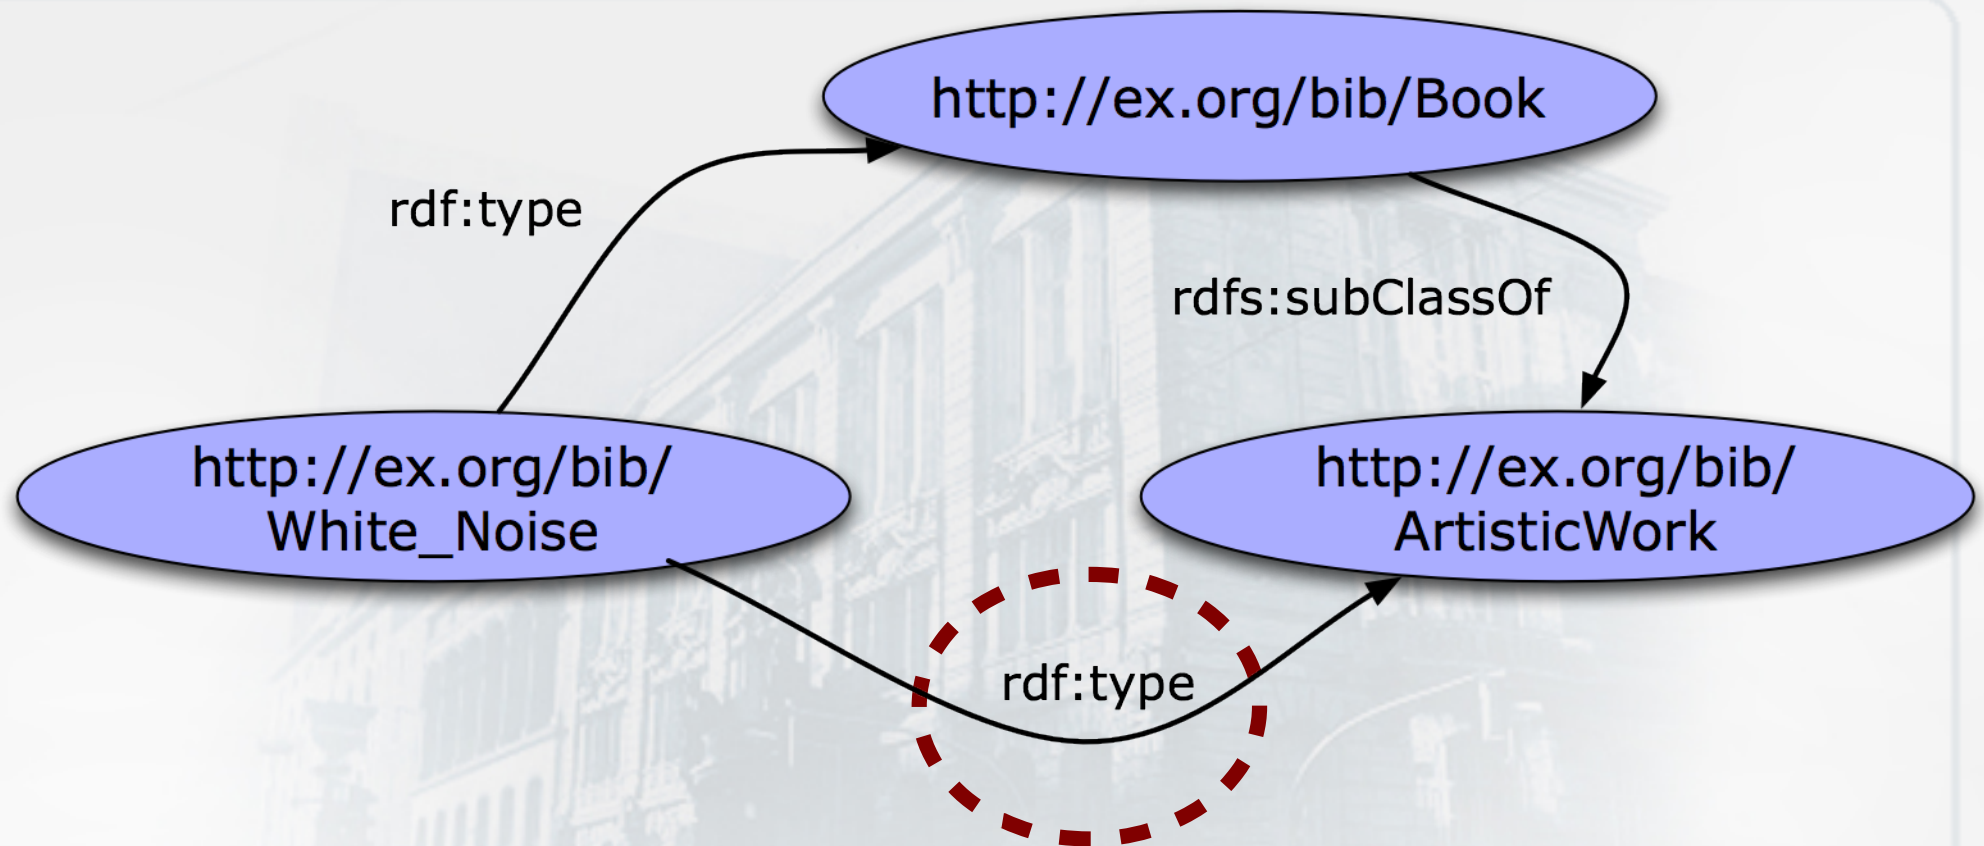 http://ex.org/bib/Book
rdf:type
rdfs:subClassOf
http://ex.org/bib/
White_Noise
http://ex.org/bib/
ArtisticWork
rdf:type